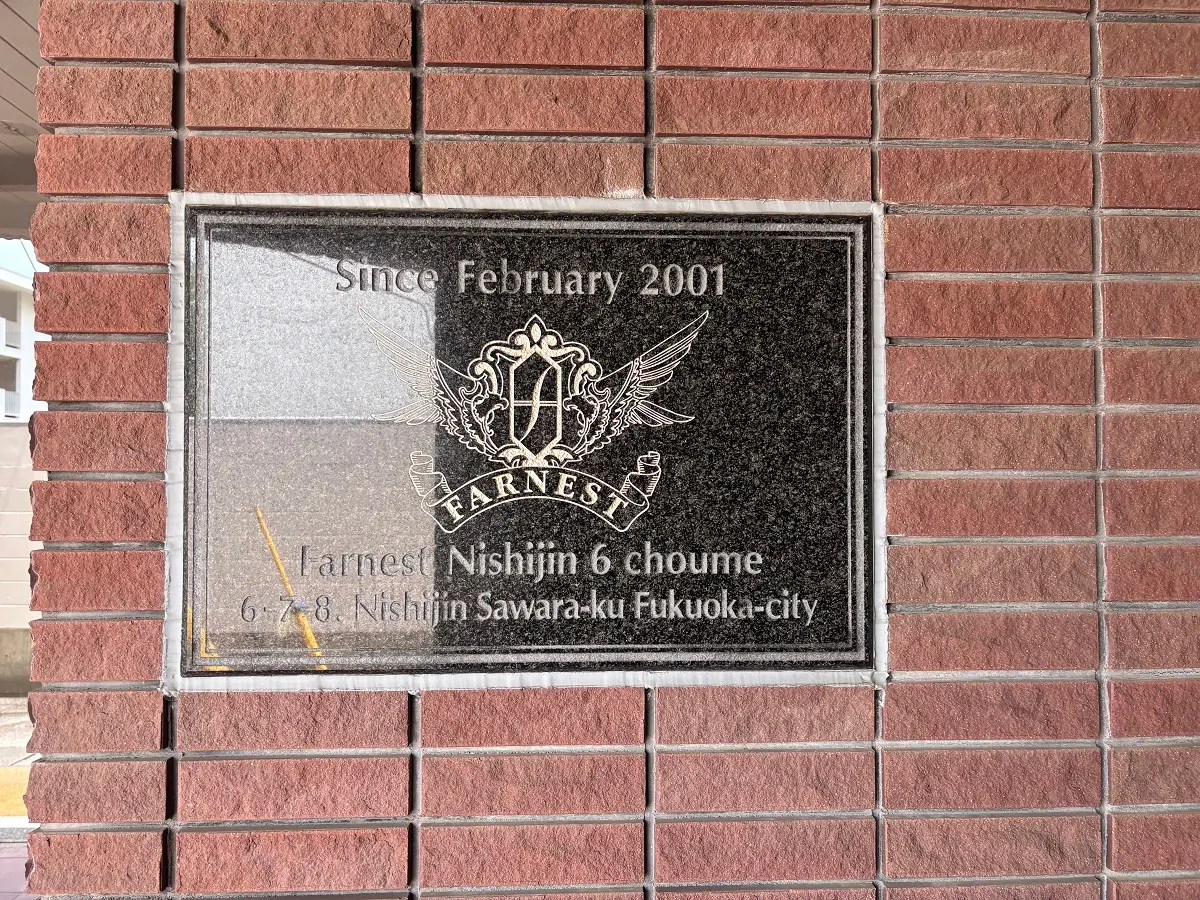 Since February 2001
FARNEST
Farnest Nishijin 6 choume
6-7-8. Nishijin Sawara-ku Fukuoka-city